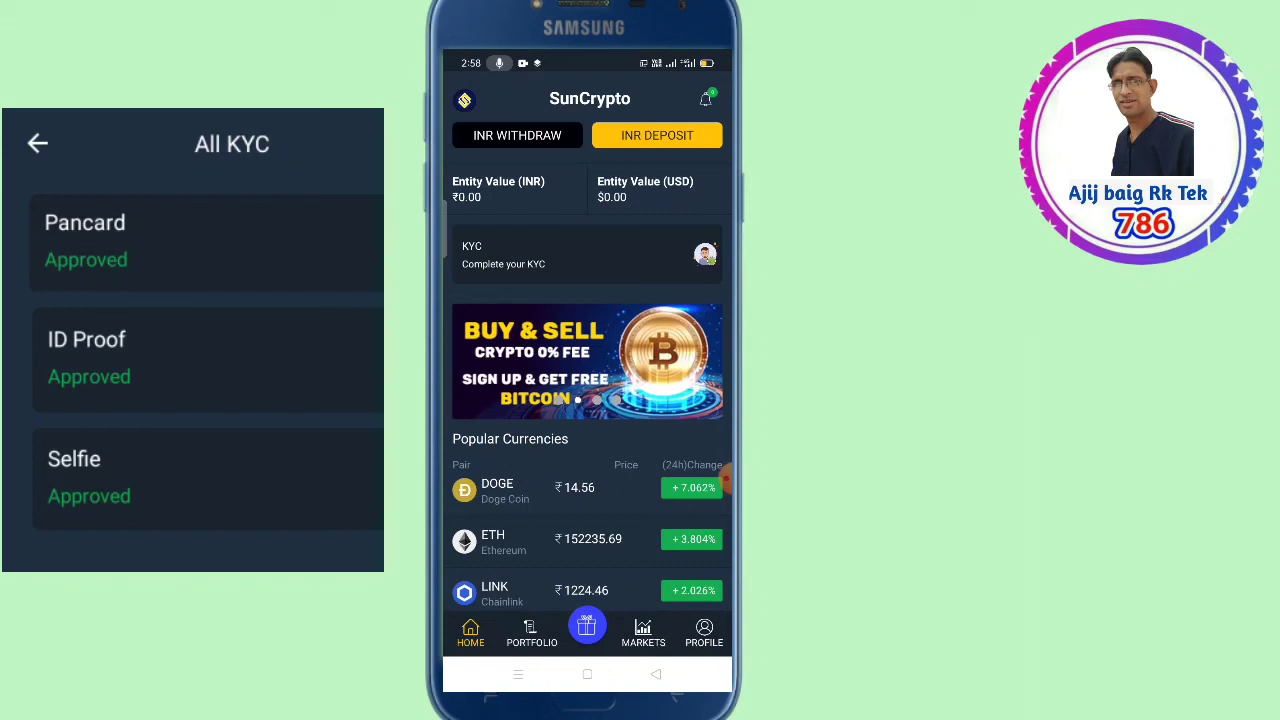 All KYC
Pancard
Approved
ID Proof
Approved
Selfie
Approved
SAMSUNG
2:58
SunCrypto
0
INR WITHDRAW
INR DEPOSIT
Entity Value (INR)
₹0.00
Entity Value (USD)
$0.00
KYC
Complete your KYC
BUY & SELL
CRYPTO 0% FEE
SIGN UP & GET FREE
BITCOIN
Popular Currencies
Pair Price (24h)Change
DOGE
Doge Coin
₹ 14.56
+ 7.062%
ETH
Ethereum
₹ 152235.69
+ 3.804%
LINK
Chainlink
₹ 1224.46
+ 2.026%
HOME
PORTFOLIO
MARKETS
PROFILE
Ajij baig Rk Tek
786